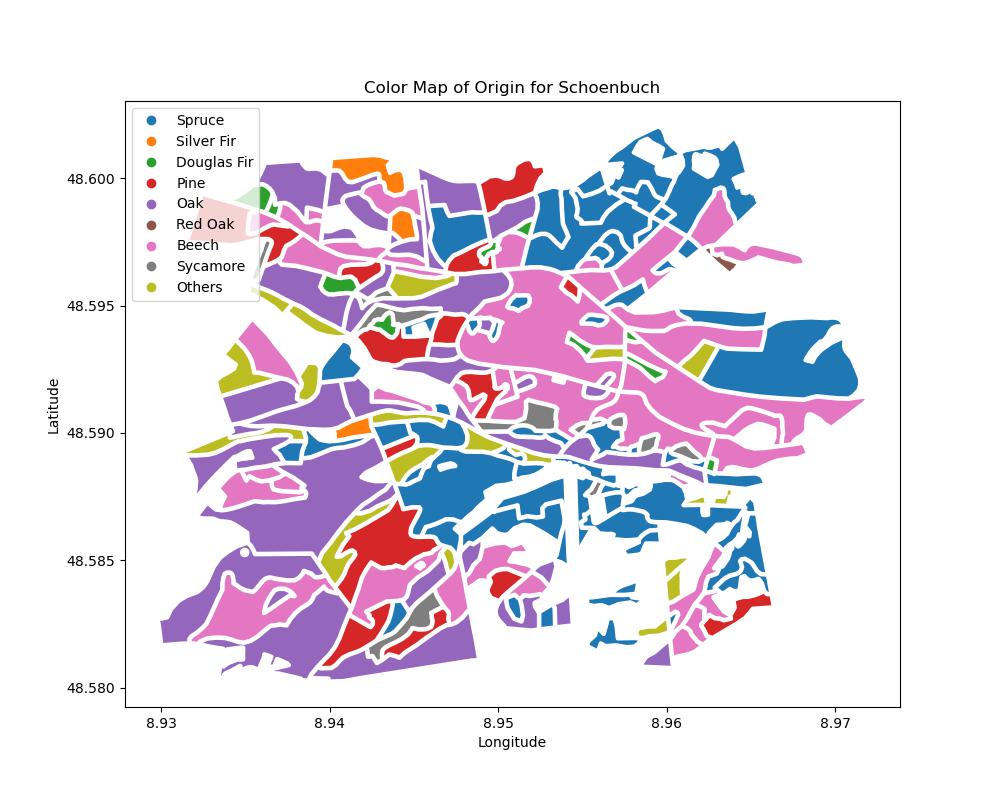 Color Map of Origin for Schoenbuch
Spruce
Silver Fir
Douglas Fir
Pine
Oak
Red Oak
Beech
Sycamore
Others
48.600
48.595
48.590
48.585
48.580
Latitude
8.93 8.94 8.95 8.96 8.97
Longitude